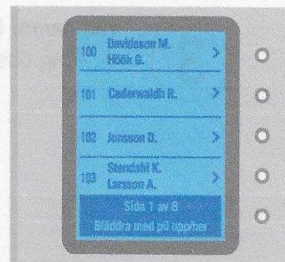 100 Davidsson M. >
Höök G.
101 Cederwaldh R. >
102 Jonsson D. >
103 Stendahl K. >
Larsson A.
Sida 1 av 8
Bläddra med pil upp/ner